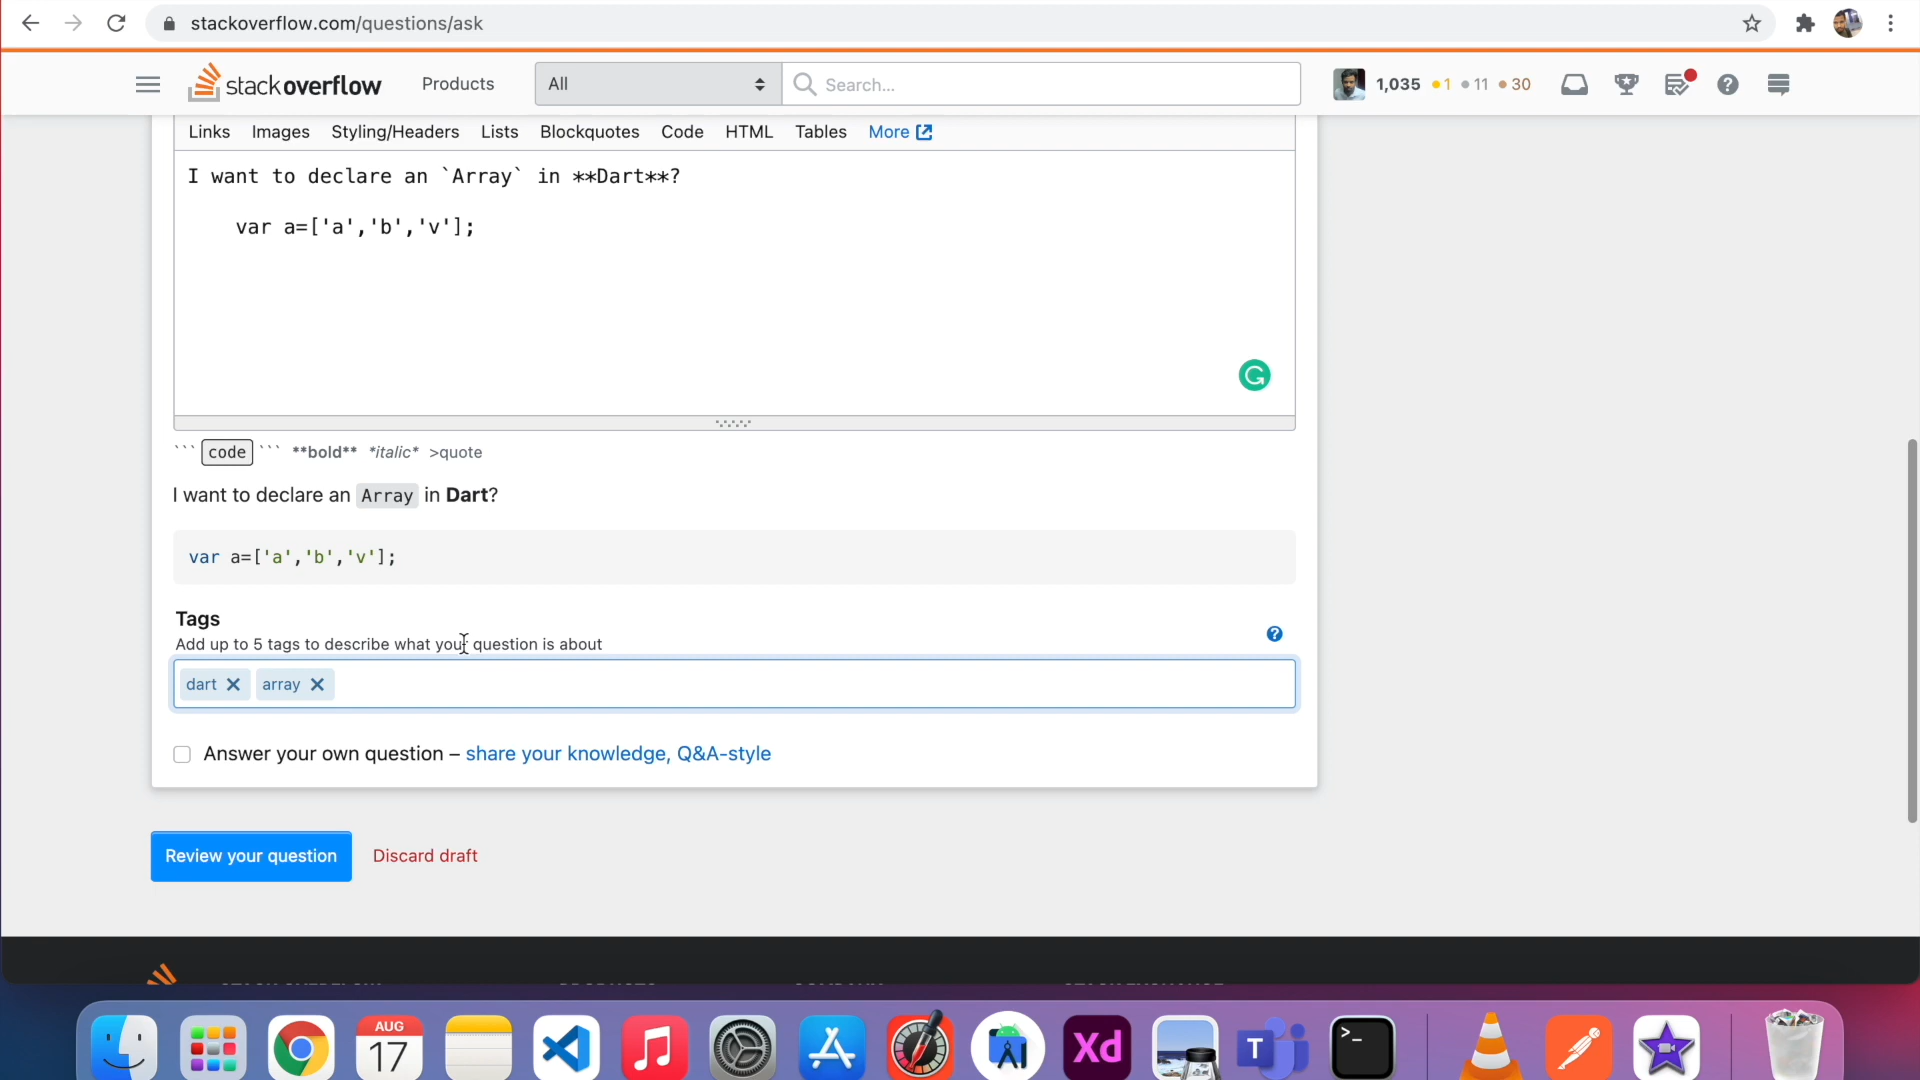 stackoverflow.com/questions/ask
stackoverflow Products All Search... 1,035 1 11 30
Links Images Styling/Headers Lists Blockquotes Code HTML Tables More
I want to declare an `Array` in **Dart**?
var a=['a','b','v'];
``` code ``` **bold** *italic* >quote
I want to declare an Array in Dart?
var a=['a','b','v'];
Tags
Add up to 5 tags to describe what your question is about
dart array
Answer your own question – share your knowledge, Q&A-style
Review your question Discard draft
AUG
17
Xd
T
>_